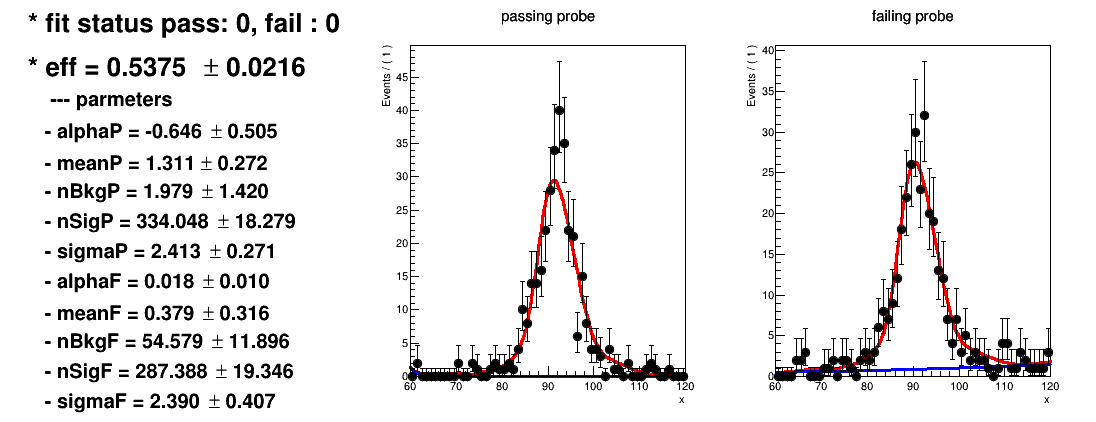 * fit status pass: 0, fail : 0
* eff = 0.5375 ± 0.0216
--- parmeters
- alphaP = -0.646 ± 0.505
- meanP = 1.311 ± 0.272
- nBkgP = 1.979 ± 1.420
- nSigP = 334.048 ± 18.279
- sigmaP = 2.413 ± 0.271
- alphaF = 0.018 ± 0.010
- meanF = 0.379 ± 0.316
- nBkgF = 54.579 ± 11.896
- nSigF = 287.388 ± 19.346
- sigmaF = 2.390 ± 0.407
passing probe
Events / ( 1 )
45
40
35
30
25
20
15
10
5
0
60 70 80 90 100 110 120
x
failing probe
Events / ( 1 )
40
35
30
25
20
15
10
5
0
60 70 80 90 100 110 120
x